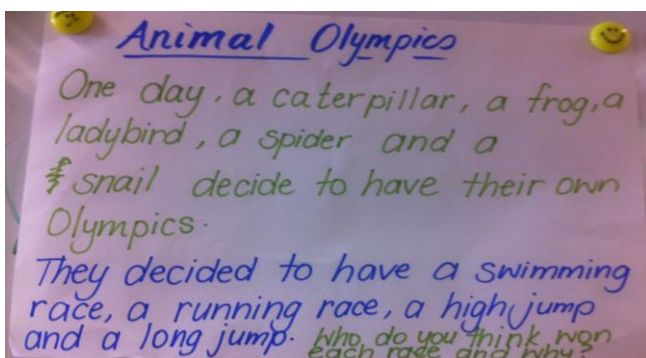 Animal Olympics
One day, a caterpillar, a frog, a
ladybird, a spider and a
snail decide to have their own
Olympics.
They decided to have a swimming
race, a running race, a high jump
and a long jump. Who do you think won
each race and who?